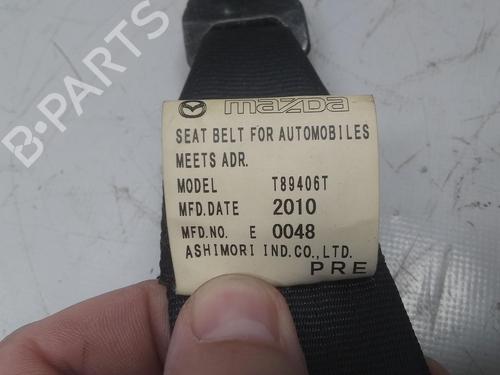 B-PARTS
mazda
SEAT BELT FOR AUTOMOBILES
MEETS ADR.
MODEL T89406T
MFD.DATE 2010
MFD.NO. E 0048
ASHIMORI IND.CO.,LTD.
PRE